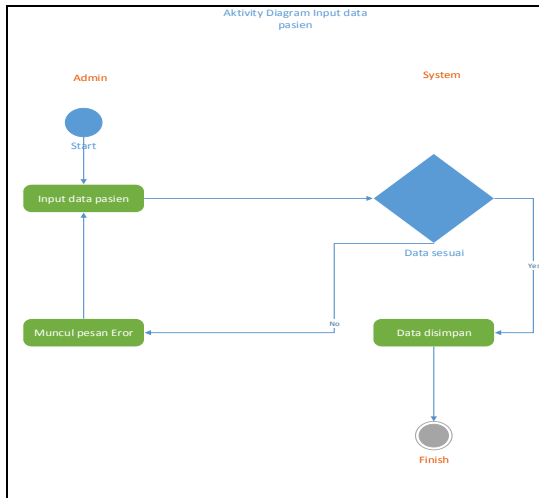 Aktivity Diagram Input data
pasien
Admin
System
Start
Input data pasien
Data sesuai
Yer
Muncul pesan Eror
No
Data disimpan
Finish